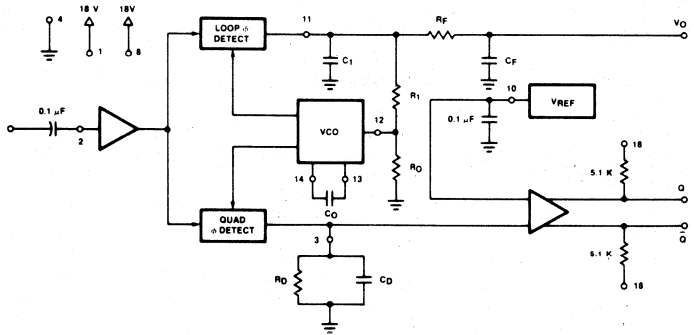 4
18 V
18V
1
8
LOOP ϕ
DETECT
11
C1
RF
CF
VO
0.1 µF
2
VCO
12
R1
RO
14
13
CO
10
VREF
0.1 µF
QUAD
ϕ DETECT
3
RD
CD
18
5.1 K
Q
Q̅
5.1 K
18